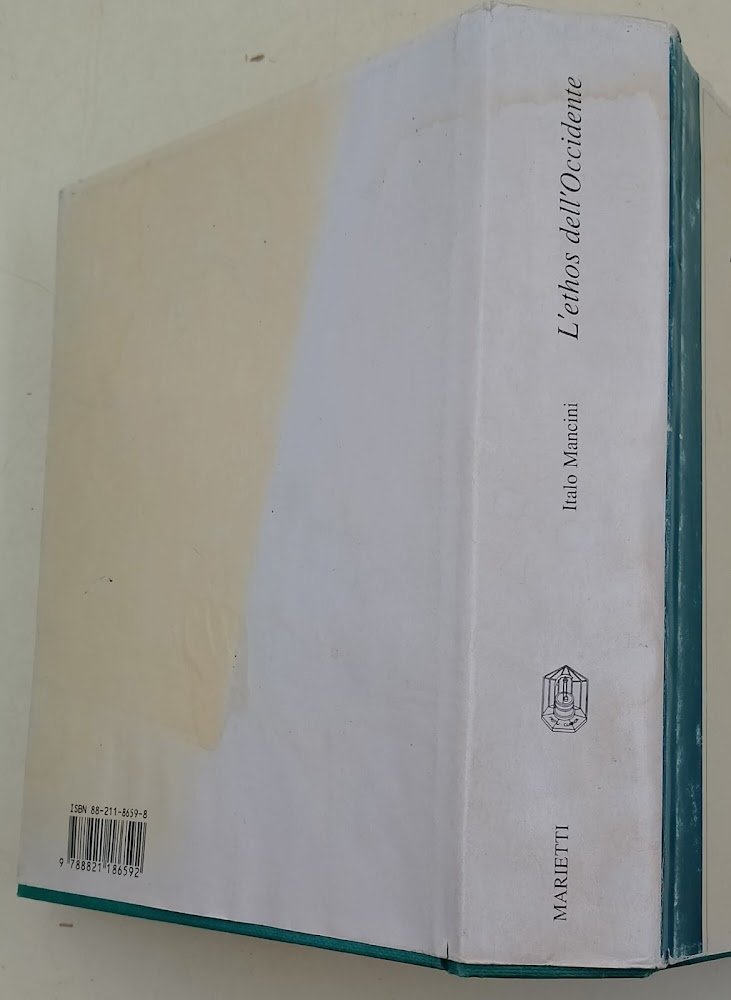 L'ethos dell'Occidente
Italo Mancini
MARIETTI
ISBN 88-211-8659-8
9 788821 186592